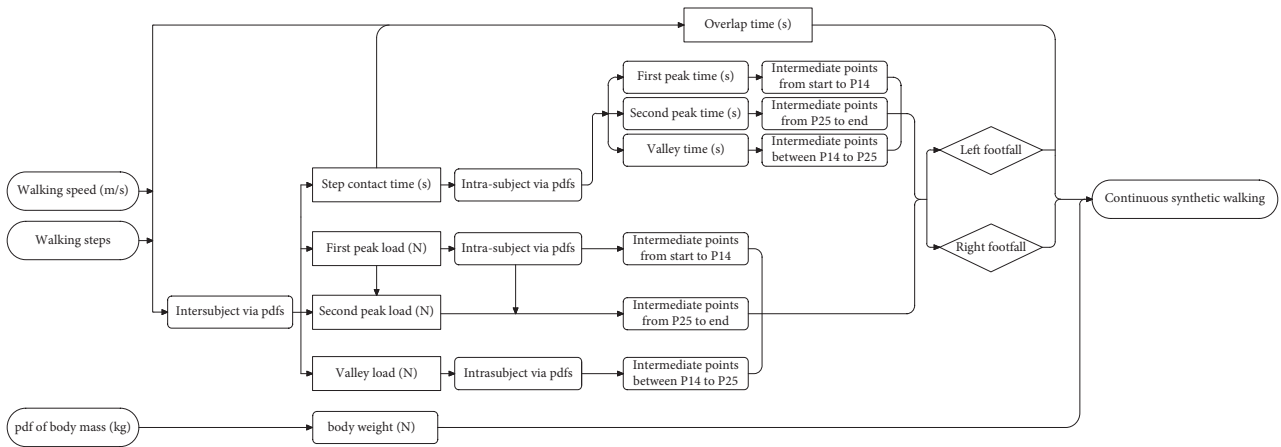 Overlap time (s)
First peak time (s)
Intermediate points
from start to P14
Second peak time (s)
Intermediate points
from P25 to end
Valley time (s)
Intermediate points
between P14 to P25
Left footfall
Walking speed (m/s)
Step contact time (s)
Intra-subject via pdfs
Continuous synthetic walking
Walking steps
First peak load (N)
Intra-subject via pdfs
Intermediate points
from start to P14
Right footfall
Intersubject via pdfs
Second peak load (N)
Intermediate points
from P25 to end
Valley load (N)
Intrasubject via pdfs
Intermediate points
between P14 to P25
pdf of body mass (kg)
body weight (N)